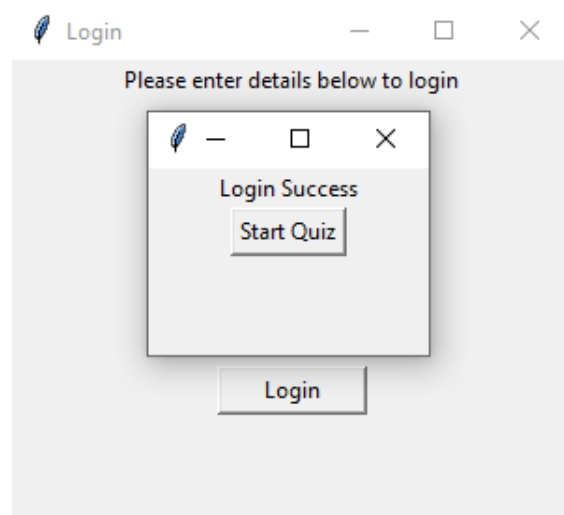 Login
Please enter details below to login
Login Success
Start Quiz
Login